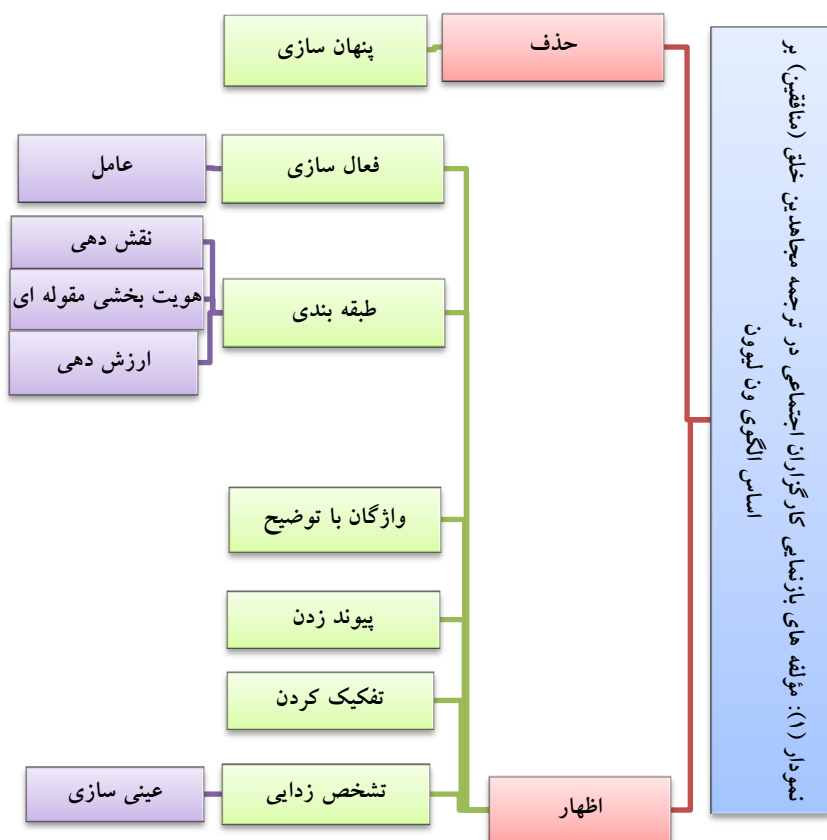 نمودار (۱): مؤلفه های بازنمایی کارگزاران اجتماعی در ترجمه مجاهدین خلق (منافقین) بر
اساس الگوی ون لیوون
حذف
پنهان سازی
اظهار
فعال سازی
عامل
طبقه بندی
نقش دهی
هویت بخشی مقوله ای
ارزش دهی
واژگان با توضیح
پیوند زدن
تفکیک کردن
تشخص زدایی
عینی سازی